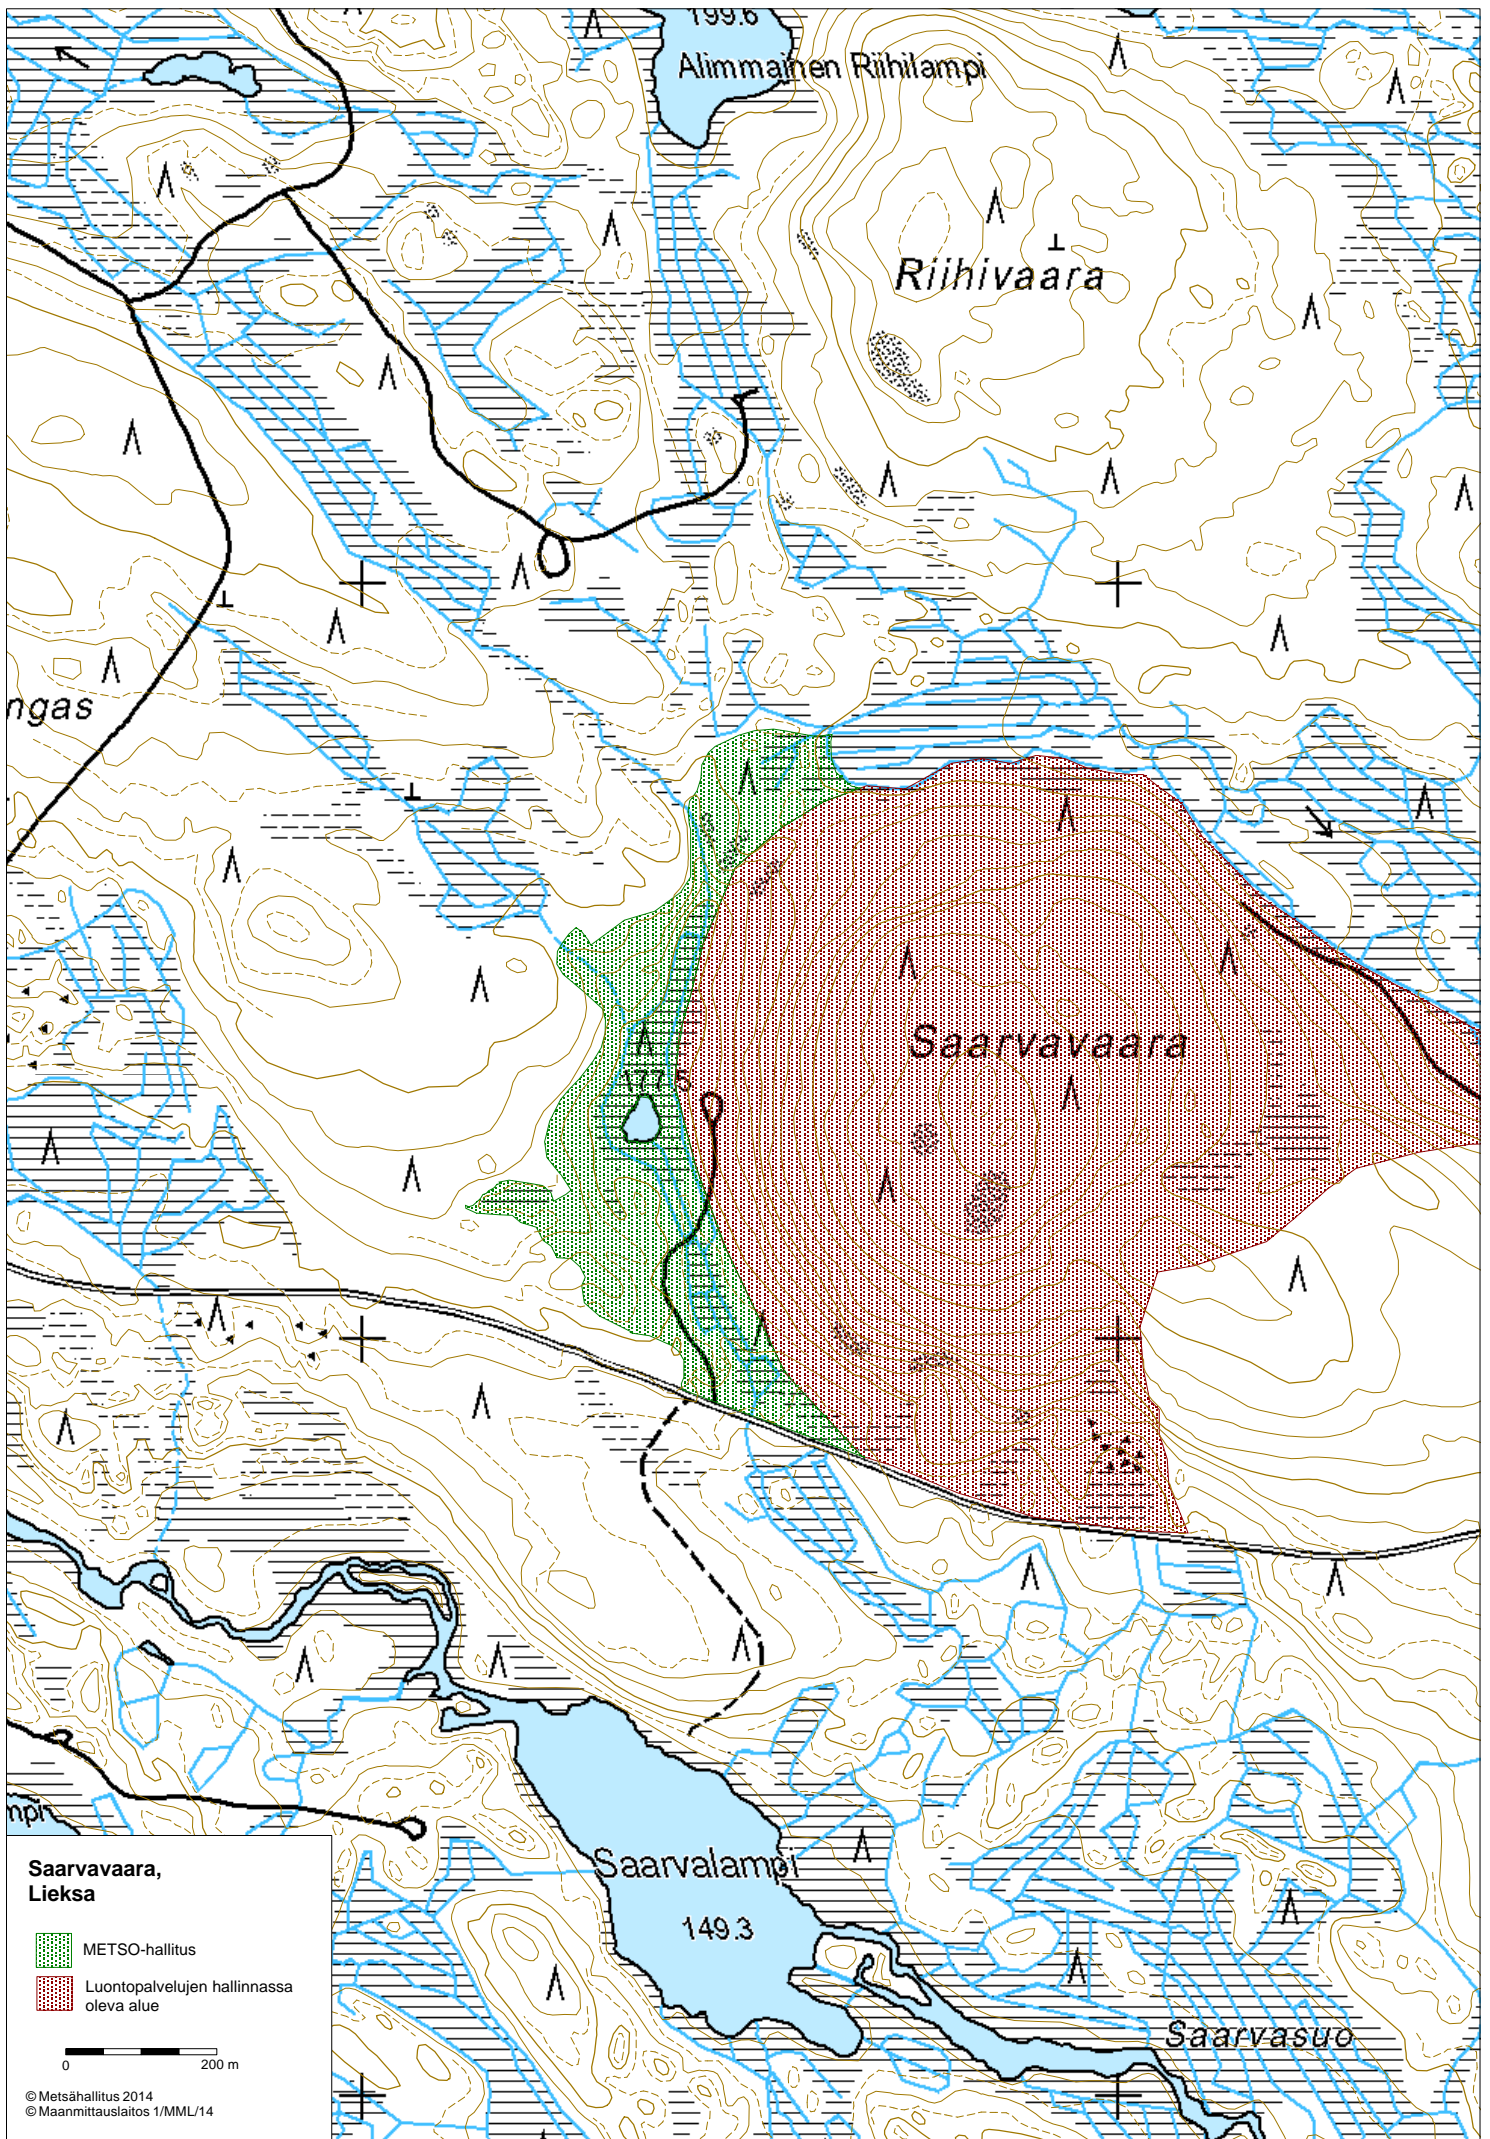 199.6
Alimmainen Riihilampi
Riihivaara
ngas
Saarvavaara
177.5
mpi
Saarvalampi
149.3
Saarvasuo
Saarvavaara,
Lieksa
METSO-hallitus
Luontopalvelujen hallinnassa
oleva alue
0 200 m
© Metsähallitus 2014
© Maanmittauslaitos 1/MML/14